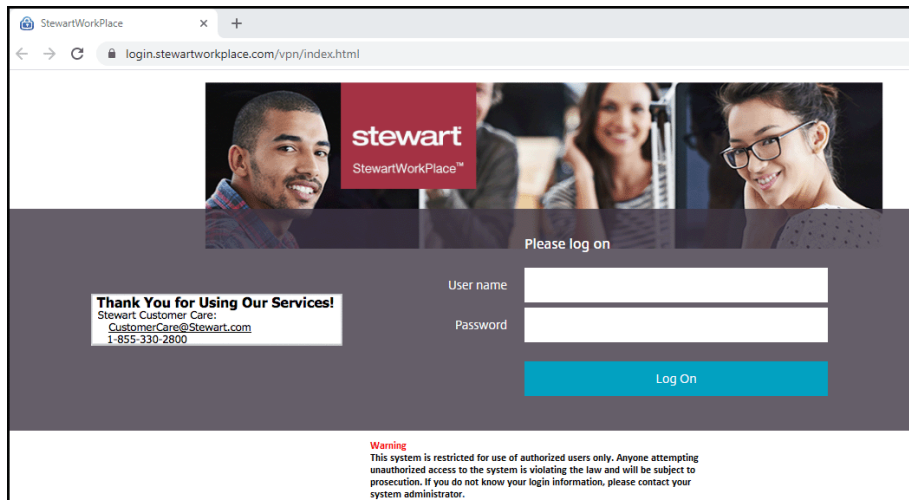 StewartWorkPlace
login.stewartworkplace.com/vpn/index.html
stewart
StewartWorkPlace™
Please log on
User name
Password
Log On
Thank You for Using Our Services!
Stewart Customer Care:
CustomerCare@Stewart.com
1-855-330-2800
Warning
This system is restricted for use of authorized users only. Anyone attempting
unauthorized access to the system is violating the law and will be subject to
prosecution. If you do not know your login information, please contact your
system administrator.